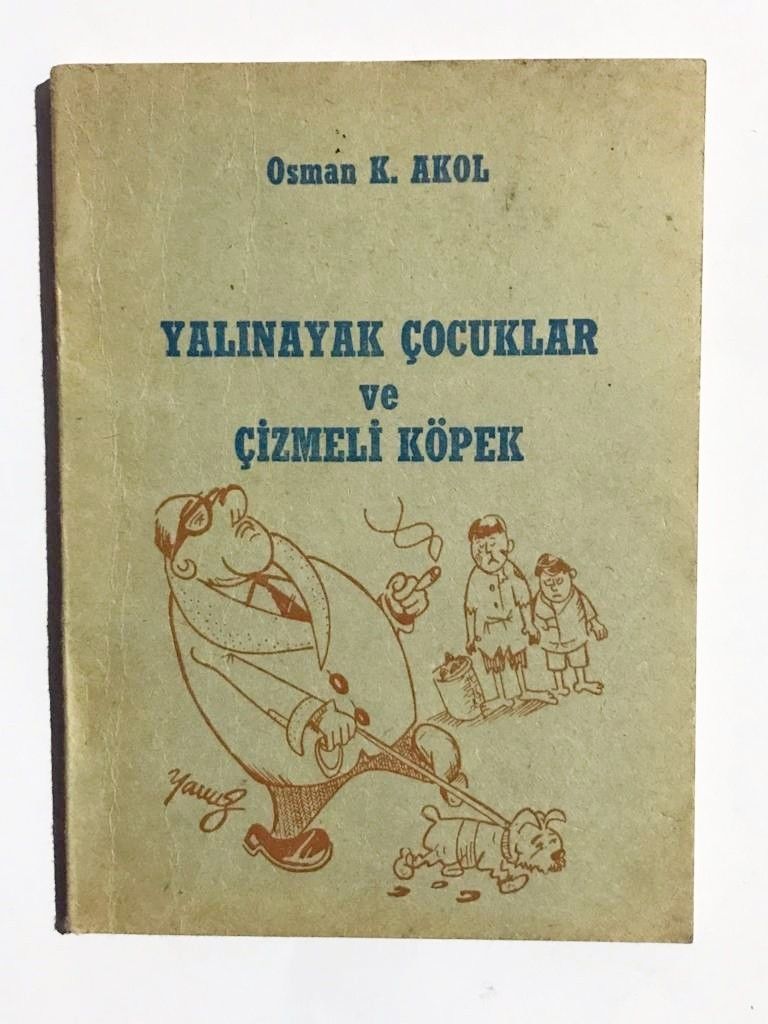 Osman K. AKOL
YALINAYAK ÇOCUKLAR
ve
ÇİZMELİ KÖPEK